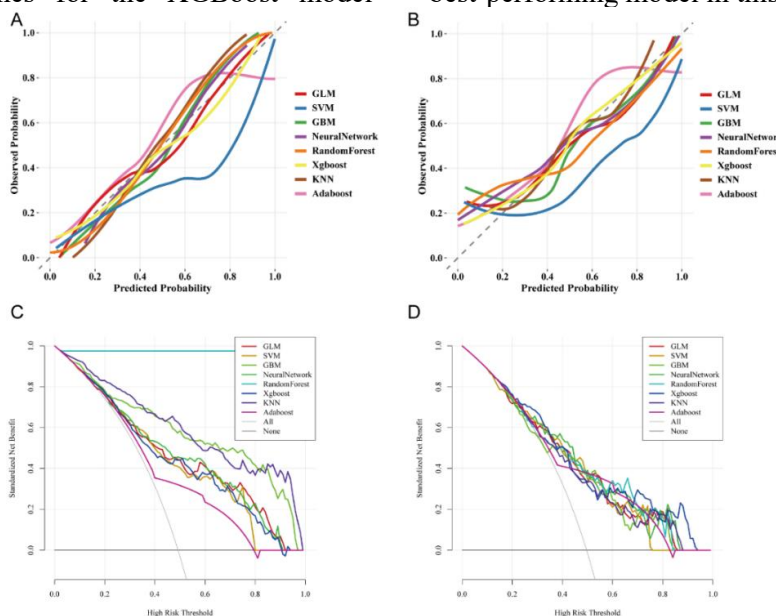 for the XGBoost model
best performing model in this
A
1.0
0.8
0.6
0.4
0.2
0.0
Observed Probability
0.0 0.2 0.4 0.6 0.8 1.0
Predicted Probability
GLM
SVM
GBM
NeuralNetwork
RandomForest
Xgboost
KNN
Adaboost
B
1.0
0.8
0.6
0.4
0.2
0.0
Observed Probability
0.0 0.2 0.4 0.6 0.8 1.0
Predicted Probability
GLM
SVM
GBM
NeuralNetwork
RandomForest
Xgboost
KNN
Adaboost
C
1.0
0.8
0.6
0.4
0.2
0.0
Standardized Net Benefit
0.0 0.2 0.4 0.6 0.8 1.0
High Risk Threshold
GLM
SVM
GBM
NeuralNetwork
RandomForest
Xgboost
KNN
Adaboost
All
None
D
1.0
0.8
0.6
0.4
0.2
0.0
Standardized Net Benefit
0.0 0.2 0.4 0.6 0.8 1.0
High Risk Threshold
GLM
SVM
GBM
NeuralNetwork
RandomForest
Xgboost
KNN
Adaboost
All
None